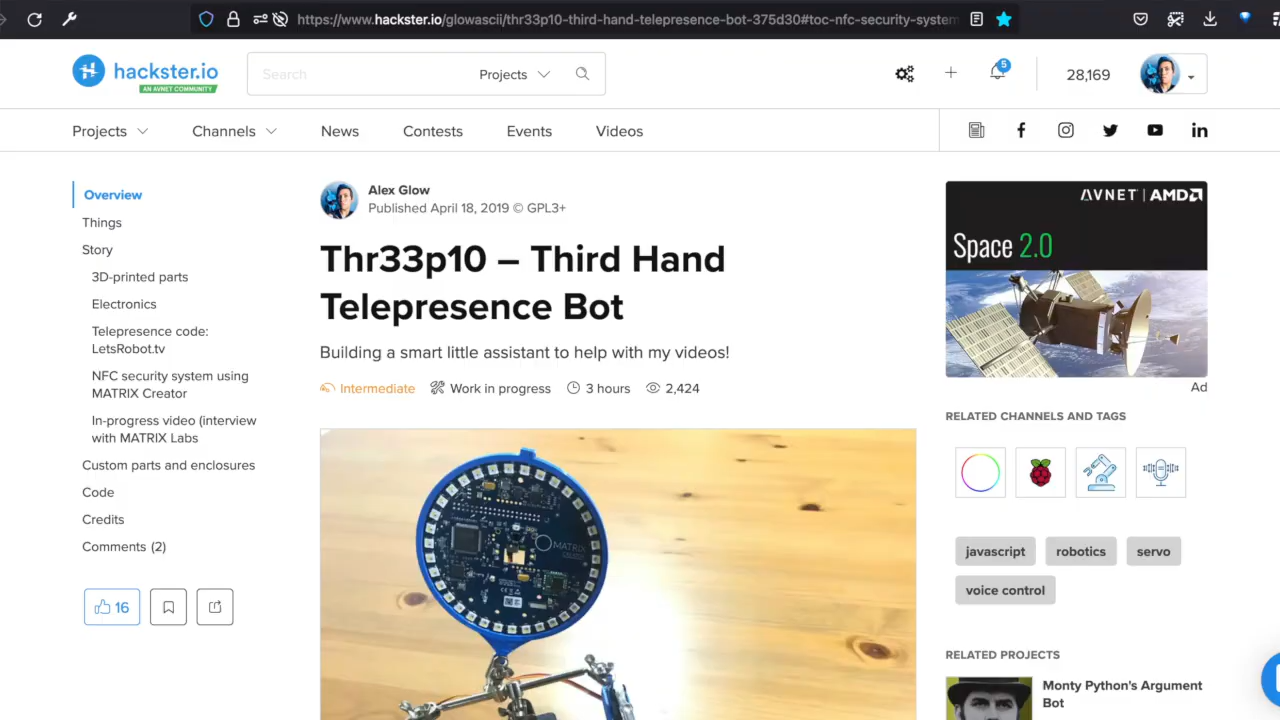 https://www.hackster.io/glowascii/thr33p10-third-hand-telepresence-bot-375d30#toc-nfc-security-system
hackster.io
AN AVNET COMMUNITY
Search
Projects
5
28,169
Projects
Channels
News
Contests
Events
Videos
Overview
Things
Story
3D-printed parts
Electronics
Telepresence code:
LetsRobot.tv
NFC security system using
MATRIX Creator
In-progress video (interview
with MATRIX Labs
Custom parts and enclosures
Code
Credits
Comments (2)
16
Alex Glow
Published April 18, 2019 © GPL3+
Thr33p10 – Third Hand
Telepresence Bot
Building a smart little assistant to help with my videos!
Intermediate
Work in progress
3 hours
2,424
MATRIX
AVNET | AMD
Space 2.0
Ad
RELATED CHANNELS AND TAGS
javascript
robotics
servo
voice control
RELATED PROJECTS
Monty Python's Argument
Bot